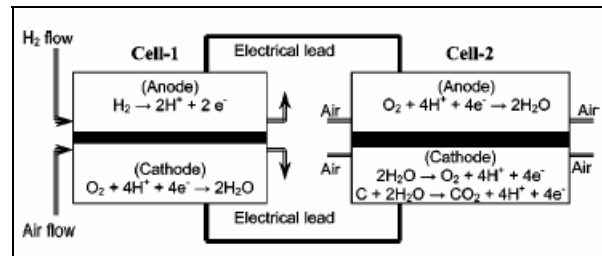 H₂ flow
Cell-1
Electrical lead
Cell-2
(Anode)
H₂ → 2H⁺ + 2 e⁻
(Anode)
O₂ + 4H⁺ + 4e⁻ → 2H₂O
Air
Air
(Cathode)
O₂ + 4H⁺ + 4e⁻ → 2H₂O
(Cathode)
2H₂O → O₂ + 4H⁺ + 4e⁻
C + 2H₂O → CO₂ + 4H⁺ + 4e⁻
Air
Air
Air flow
Electrical lead